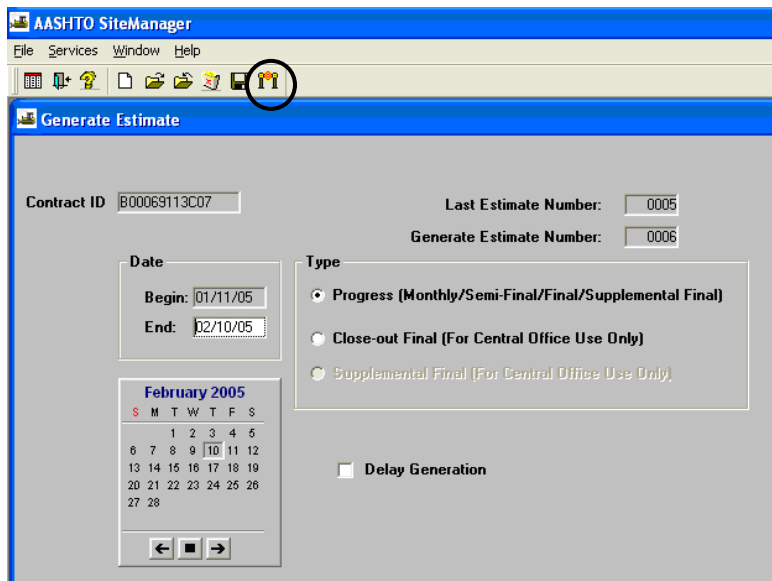 AASHTO SiteManager
File Services Window Help
Generate Estimate
Contract ID B00069113C07
Last Estimate Number: 0005
Generate Estimate Number: 0006
Date
Begin: 01/11/05
End: 02/10/05
Type
Progress (Monthly/Semi-Final/Final/Supplemental Final)
Close-out Final (For Central Office Use Only)
Supplemental Final (For Central Office Use Only)
February 2005
S M T W T F S
1 2 3 4 5
6 7 8 9 10 11 12
13 14 15 16 17 18 19
20 21 22 23 24 25 26
27 28
Delay Generation